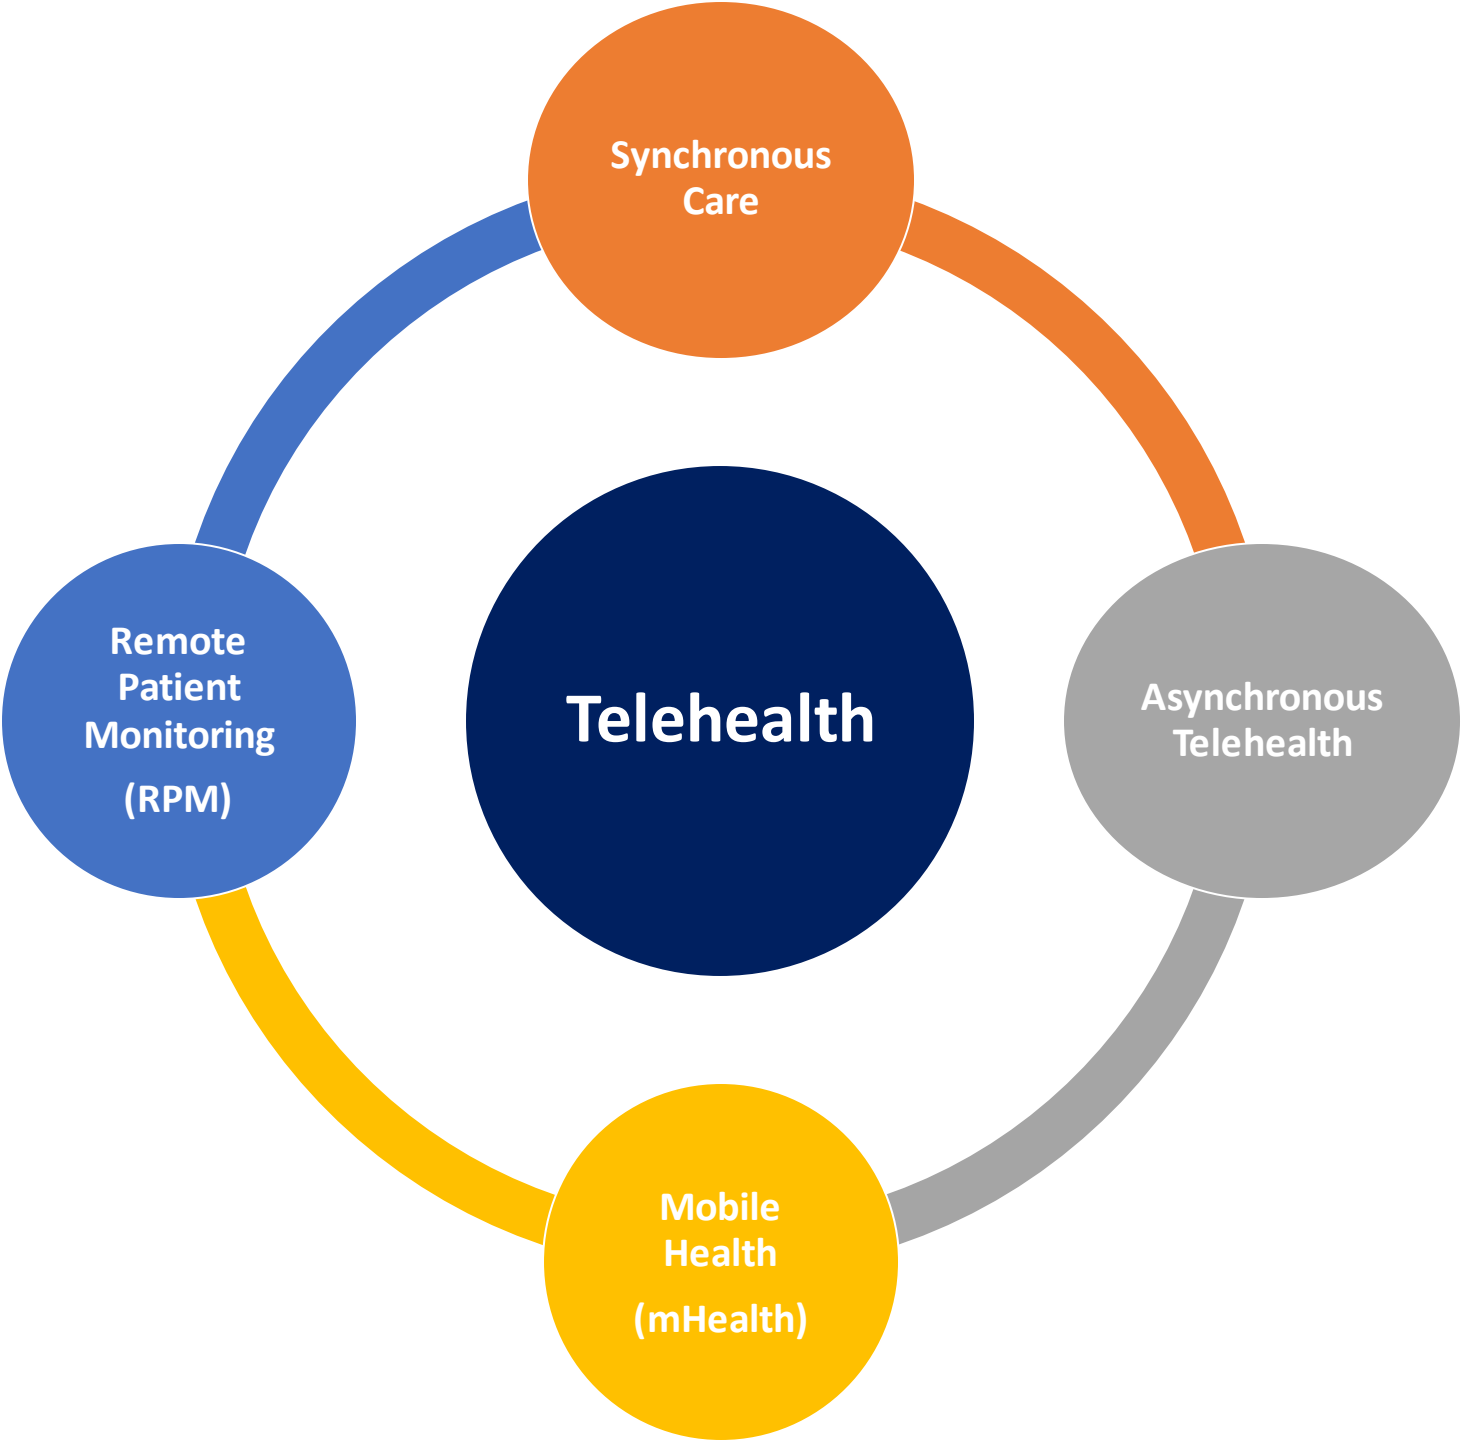 Synchronous
Care
Remote
Patient
Monitoring
(RPM)
Telehealth
Asynchronous
Telehealth
Mobile
Health
(mHealth)